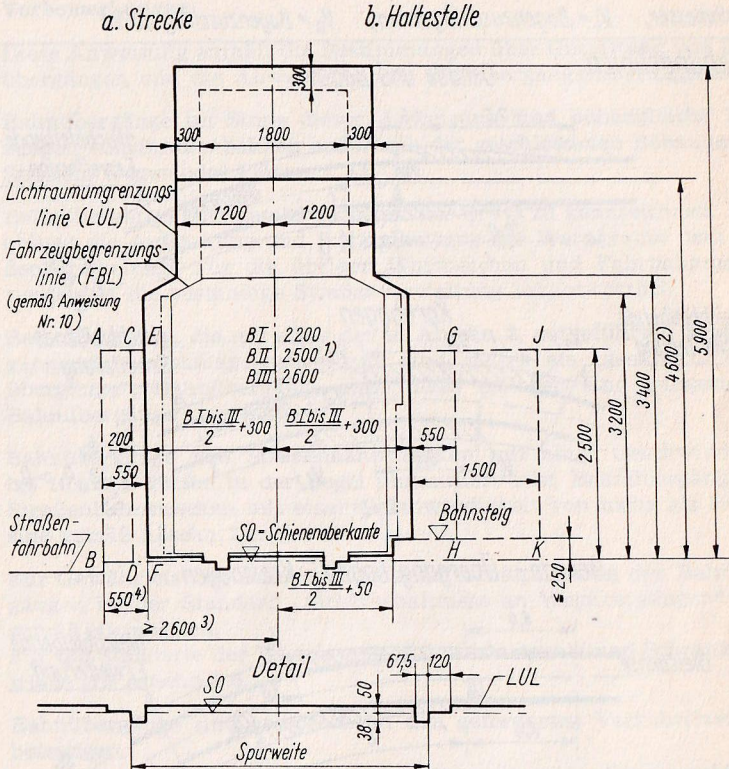 a. Strecke
b. Haltestelle
300
5900
300 1800 300
Lichtraumumgrenzungs-
linie (LUL)
1200 1200
Fahrzeugbegrenzungs-
linie (FBL)
(gemäß Anweisung
Nr. 10)
4600 2)
3400
3200
2500
A C E
B I 2200
B II 2500 1)
B III 2600
G J
200
B I bis III
2
+300
B I bis III
2
+300
550
550
1500
Straßen-
fahrbahn
SO - Schienenoberkante
Bahnsteig
B D F
H K
≤ 250
550 4)
B I bis III
2
+50
≥ 2600 3)
Detail
67,5 120
SO
50
LUL
38
Spurweite